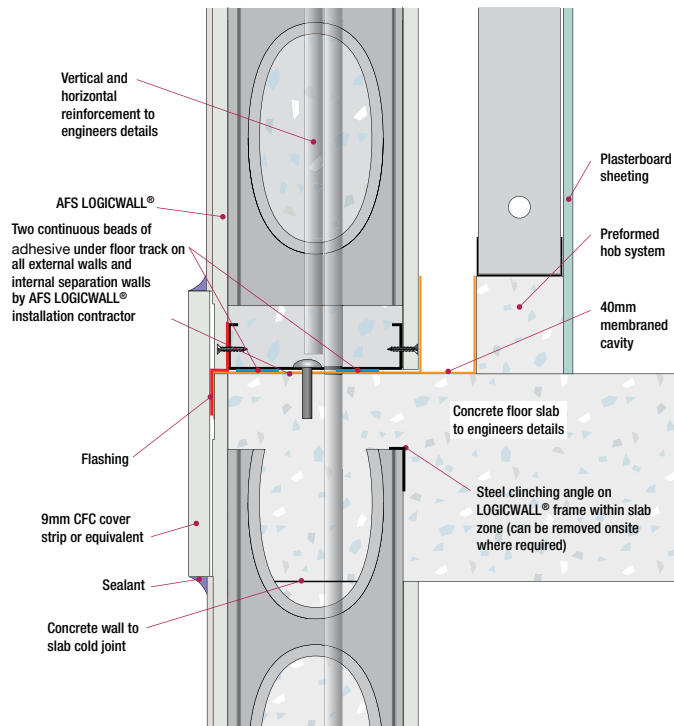 Vertical and
horizontal
reinforcement to
engineers details
AFS LOGICWALL®
Two continuous beads of
adhesive under floor track on
all external walls and
internal separation walls
by AFS LOGICWALL®
installation contractor
Flashing
9mm CFC cover
strip or equivalent
Sealant
Concrete wall to
slab cold joint
Plasterboard
sheeting
Preformed
hob system
40mm
membraned
cavity
Concrete floor slab
to engineers details
Steel clinching angle on
LOGICWALL® frame within slab
zone (can be removed onsite
where required)